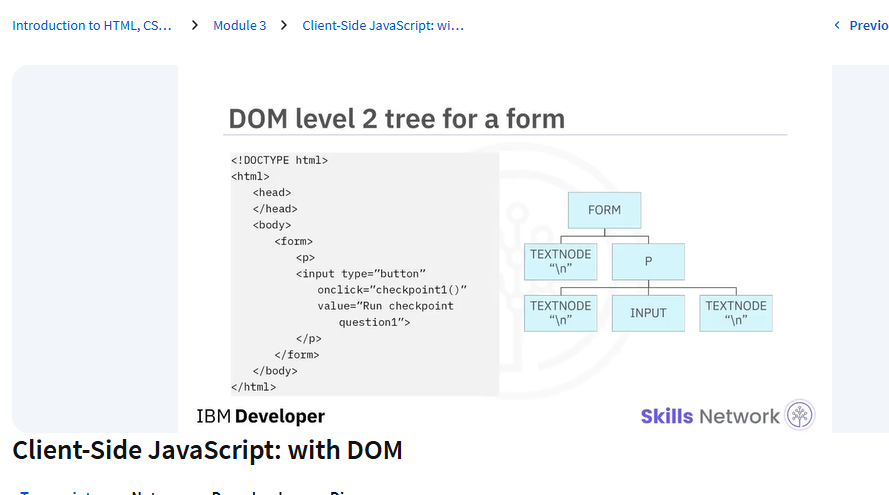 Introduction to HTML, CS… > Module 3 > Client-Side JavaScript: wi… < Previo
DOM level 2 tree for a form
<!DOCTYPE html>
<html>
<head>
</head>
<body>
<form>
<p>
<input type=”button”
onclick=”checkpoint1()”
value=”Run checkpoint
question1”>
</p>
</form>
</body>
</html>
FORM
TEXTNODE
“\n”
P
TEXTNODE
“\n”
INPUT
TEXTNODE
“\n”
IBM Developer
Skills Network
Client-Side JavaScript: with DOM